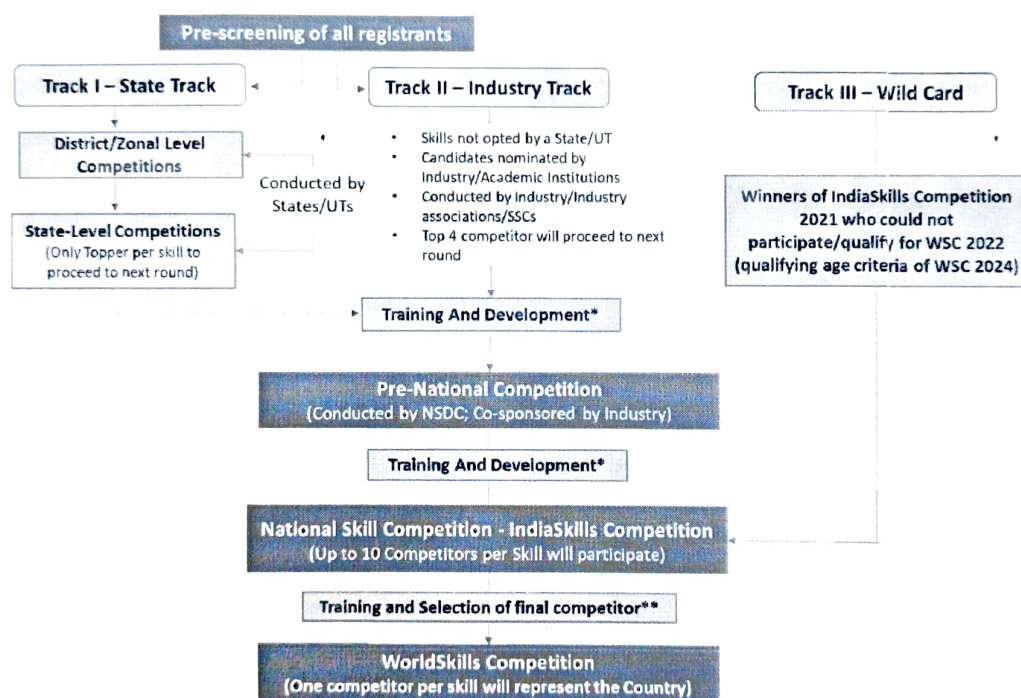 Pre-screening of all registrants
Track I – State Track
District/Zonal Level
Competitions
Conducted by
States/UTs
State-Level Competitions
(Only Topper per skill to
proceed to next round)
Track II – Industry Track
• Skills not opted by a State/UT
• Candidates nominated by
Industry/Academic Institutions
• Conducted by Industry/Industry
associations/SSCs
• Top 4 competitor will proceed to next
round
Track III – Wild Card
Winners of IndiaSkills Competition
2021 who could not
participate/qualify for WSC 2022
(qualifying age criteria of WSC 2024)
Training And Development*
Pre-National Competition
(Conducted by NSDC; Co-sponsored by Industry)
Training And Development*
National Skill Competition - IndiaSkills Competition
(Up to 10 Competitors per Skill will participate)
Training and Selection of final competitor**
WorldSkills Competition
(One competitor per skill will represent the Country)